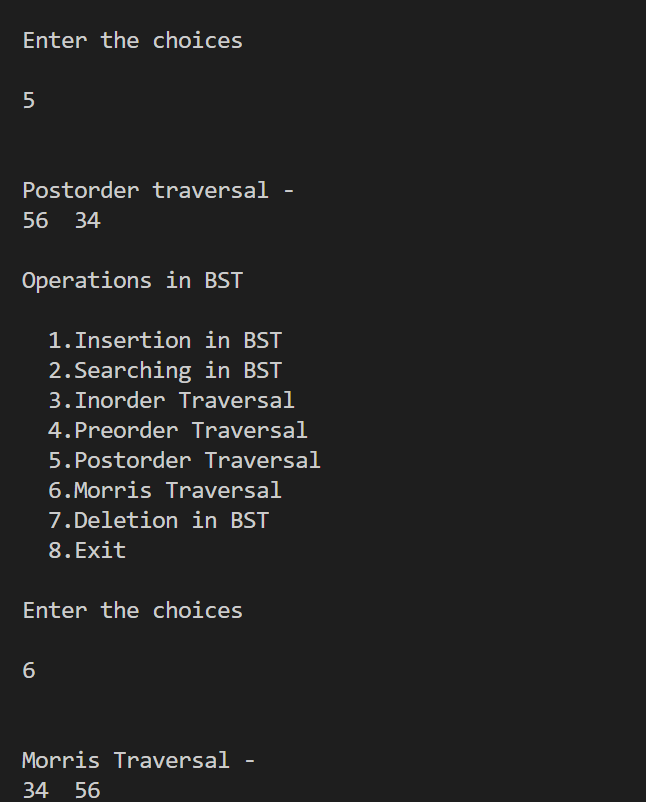 Enter the choices
5
Postorder traversal -
56  34
Operations in BST
1.Insertion in BST
2.Searching in BST
3.Inorder Traversal
4.Preorder Traversal
5.Postorder Traversal
6.Morris Traversal
7.Deletion in BST
8.Exit
Enter the choices
6
Morris Traversal -
34  56